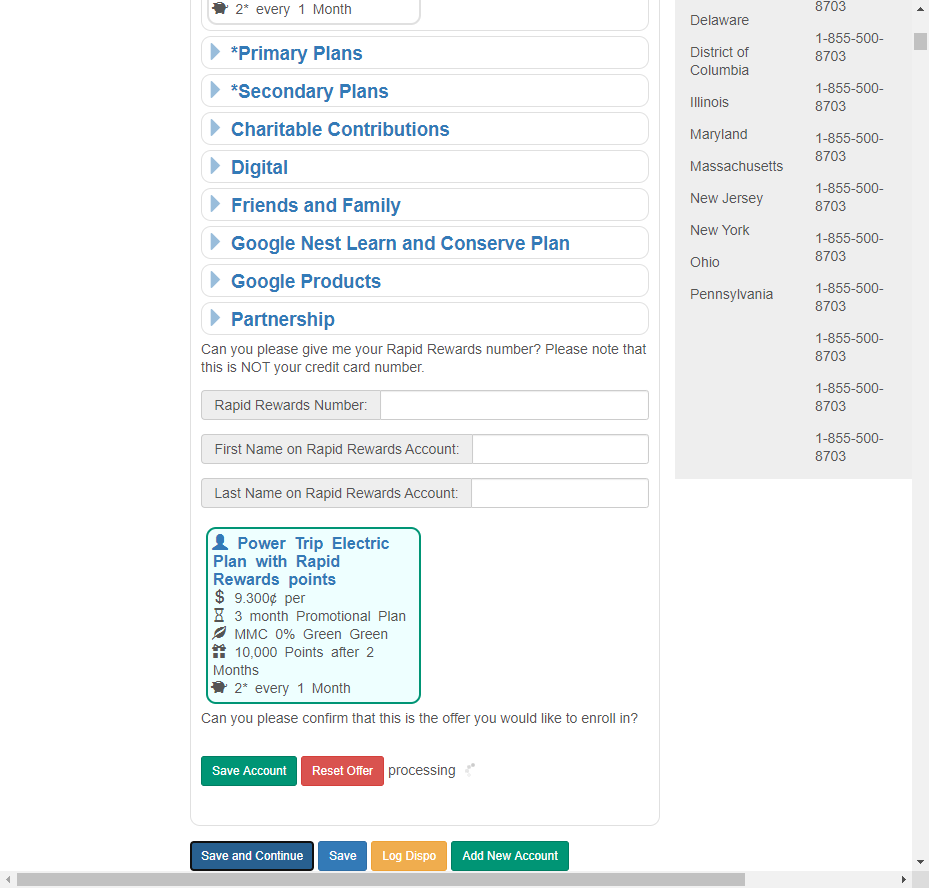 2* every 1 Month
*Primary Plans
*Secondary Plans
Charitable Contributions
Digital
Friends and Family
Google Nest Learn and Conserve Plan
Google Products
Partnership
Can you please give me your Rapid Rewards number? Please note that
this is NOT your credit card number.
Rapid Rewards Number:
First Name on Rapid Rewards Account:
Last Name on Rapid Rewards Account:
Power Trip Electric
Plan with Rapid
Rewards points
$ 9.300¢ per
3 month Promotional Plan
MMC 0% Green Green
10,000 Points after 2
Months
2* every 1 Month
Can you please confirm that this is the offer you would like to enroll in?
Save Account Reset Offer processing
Save and Continue Save Log Dispo Add New Account
Delaware
District of
Columbia
Illinois
Maryland
Massachusetts
New Jersey
New York
Ohio
Pennsylvania
8703
1-855-500-
8703
1-855-500-
8703
1-855-500-
8703
1-855-500-
8703
1-855-500-
8703
1-855-500-
8703
1-855-500-
8703
1-855-500-
8703
1-855-500-
8703